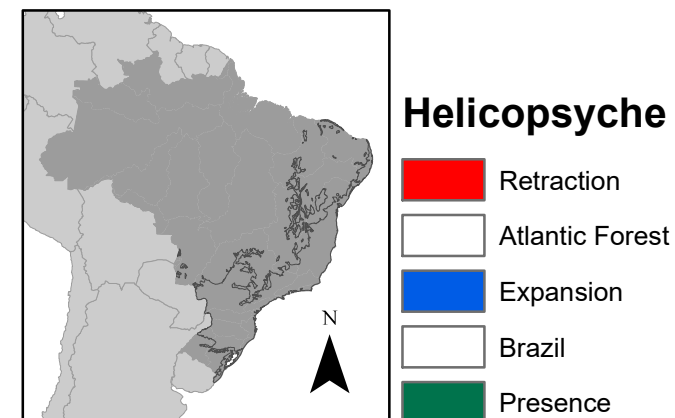 Helicopsyche
Retraction
Atlantic Forest
Expansion
Brazil
Presence
N